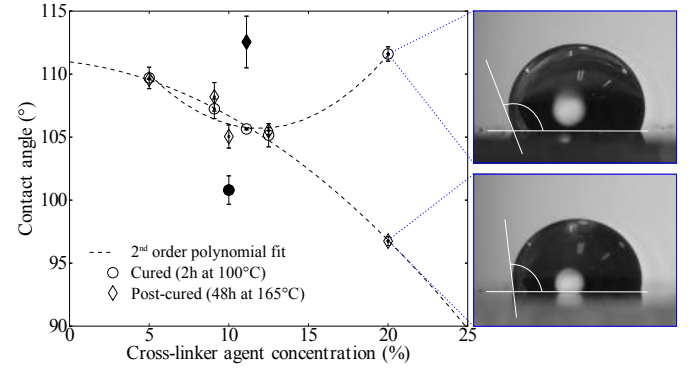 115
110
105
100
95
90
Contact angle (°)
2nd order polynomial fit
Cured (2h at 100°C)
Post-cured (48h at 165°C)
0
5
10
15
20
25
Cross-linker agent concentration (%)